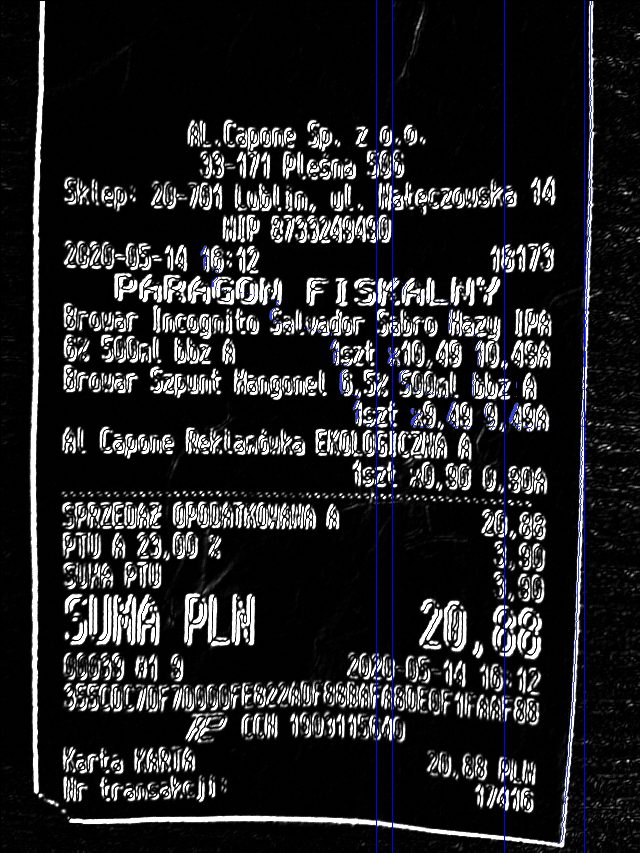 AL.Capone Sp. z o.o.
33-171 Pleśna 506
Sklep: 20-701 Lublin, ul. Nałęczowska 14
NIP 8733249490
2020-05-14 16:12 16173
PARAGON FISKALNY
Browar Incognito Salvador Sabro Hazy IPA
6% 500ml bbz A 1szt x10,49 10,49A
Browar Szpunt Mangonel 6,5% 500ml bbz A
1szt x9,49 9,49A
Al Capone Reklamówka EKOLOGICZNA A
1szt x0,90 0,90A
SPRZEDAŻ OPODATKOWANA A 20,88
PTU A 23,00 % 3,90
SUMA PTU 3,90
SUMA PLN 20,88
00039 #1 9 2020-05-14 16:12
CCH 1903115640
Karta KARTA 20,88 PLN
Nr transakcji: 17416